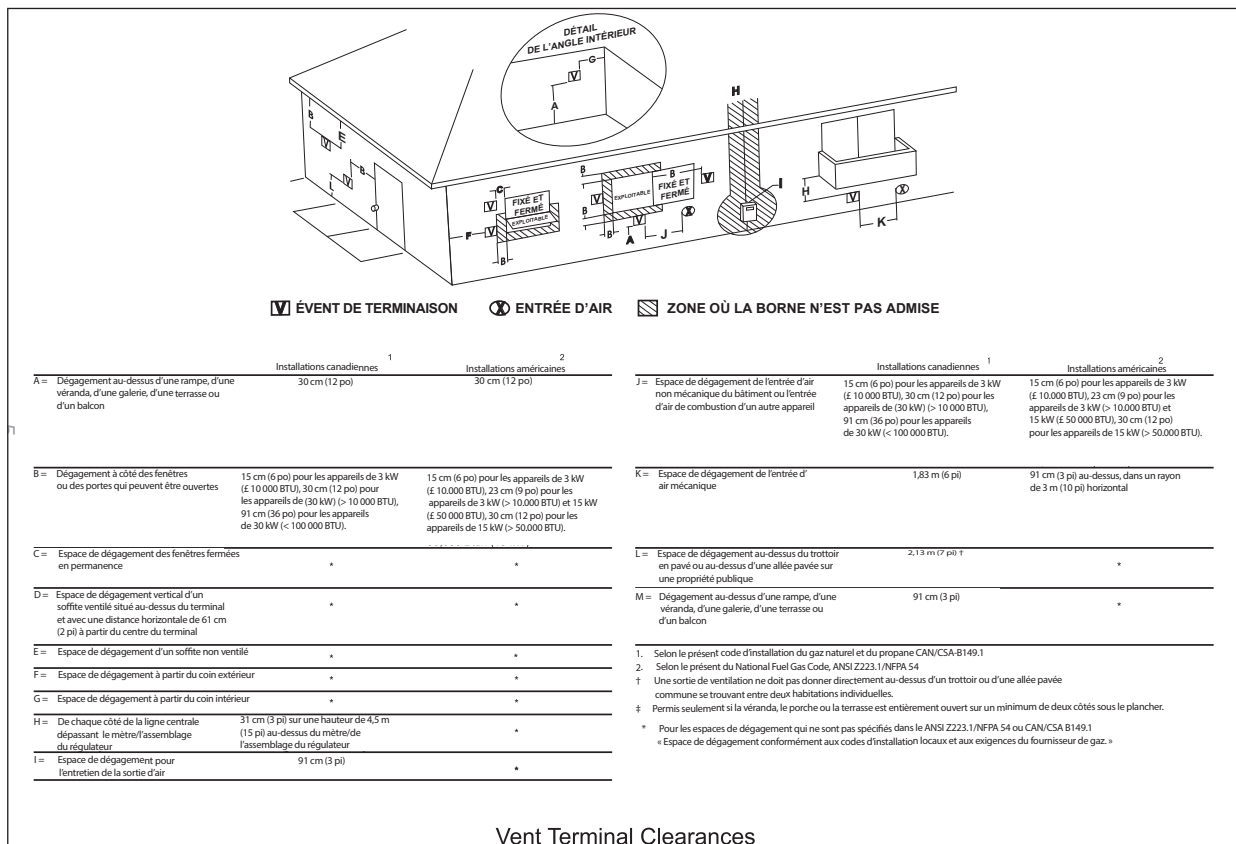 DÉTAIL
DE L'ANGLE INTÉRIEUR
G
V
A
H
B
E
V
B
L
V
C
V
FIXÉ ET
FERMÉ
EXPLOITABLE
F
V
B
B
B
V
EXPLOITABLE
FIXÉ ET
FERMÉ
V
B
B
V
A
J
X
I
H
V
X
K
V ÉVENT DE TERMINAISON X ENTRÉE D'AIR ZONE OÙ LA BORNE N'EST PAS ADMISE
Installations canadiennes 1 Installations américaines 2
A = Dégagement au-dessus d'une rampe, d'une
véranda, d'une galerie, d'une terrasse ou
d'un balcon
30 cm (12 po)
30 cm (12 po)
B = Dégagement à côté des fenêtres
ou des portes qui peuvent être ouvertes
15 cm (6 po) pour les appareils de 3 kW
(£ 10 000 BTU), 30 cm (12 po) pour
les appareils de (30 kW) (> 10 000 BTU),
91 cm (36 po) pour les appareils
de 30 kW (< 100 000 BTU).
15 cm (6 po) pour les appareils de 3 kW
(£ 10.000 BTU), 23 cm (9 po) pour les
appareils de 3 kW (> 10.000 BTU) et 15 kW
(£ 50 000 BTU), 30 cm (12 po) pour les
appareils de 15 kW (> 50.000 BTU).
C = Espace de dégagement des fenêtres fermées
en permanence
*
*
D = Espace de dégagement vertical d'un
soffite ventilé situé au-dessus du terminal
et avec une distance horizontale de 61 cm
(2 pi) à partir du centre du terminal
*
*
E = Espace de dégagement d'un soffite non ventilé
*
*
F = Espace de dégagement à partir du coin extérieur
*
*
G = Espace de dégagement à partir du coin intérieur
*
*
H = De chaque côté de la ligne centrale
dépassant le mètre/l'assemblage
du régulateur
31 cm (3 pi) sur une hauteur de 4,5 m
(15 pi) au-dessus du mètre/de
l'assemblage du régulateur
*
I = Espace de dégagement pour
l'entretien de la sortie d'air
91 cm (3 pi)
*
Installations canadiennes 1 Installations américaines 2
J = Espace de dégagement de l'entrée d'air
non mécanique du bâtiment ou l'entrée
d'air de combustion d'un autre appareil
15 cm (6 po) pour les appareils de 3 kW
(£ 10 000 BTU), 30 cm (12 po) pour les
appareils de (30 kW) (> 10 000 BTU),
91 cm (36 po) pour les appareils
de 30 kW (< 100 000 BTU).
15 cm (6 po) pour les appareils de 3 kW
(£ 10.000 BTU), 23 cm (9 po) pour les
appareils de 3 kW (> 10.000 BTU) et
15 kW (£ 50 000 BTU), 30 cm (12 po)
pour les appareils de 15 kW (> 50.000 BTU).
K = Espace de dégagement de l'entrée d'
air mécanique
1,83 m (6 pi)
91 cm (3 pi) au-dessus, dans un rayon
de 3 m (10 pi) horizontal
L = Espace de dégagement au-dessus du trottoir
en pavé ou au-dessus d'une allée pavée sur
une propriété publique
2,13 m (7 pi) †
*
M = Dégagement au-dessus d'une rampe, d'une
véranda, d'une galerie, d'une terrasse ou
d'un balcon
91 cm (3 pi)
*
1. Selon le présent code d'installation du gaz naturel et du propane CAN/CSA-B149.1
2. Selon le présent du National Fuel Gas Code, ANSI Z223.1/NFPA 54
† Une sortie de ventilation ne doit pas donner directement au-dessus d'un trottoir ou d'une allée pavée
commune se trouvant entre deux habitations individuelles.
‡ Permis seulement si la véranda, le porche ou la terrasse est entièrement ouvert sur un minimum de deux côtés sous le plancher.
* Pour les espaces de dégagement qui ne sont pas spécifiés dans le ANSI Z223.1/NFPA 54 ou CAN/CSA B149.1
« Espace de dégagement conformément aux codes d'installation locaux et aux exigences du fournisseur de gaz. »
Vent Terminal Clearances